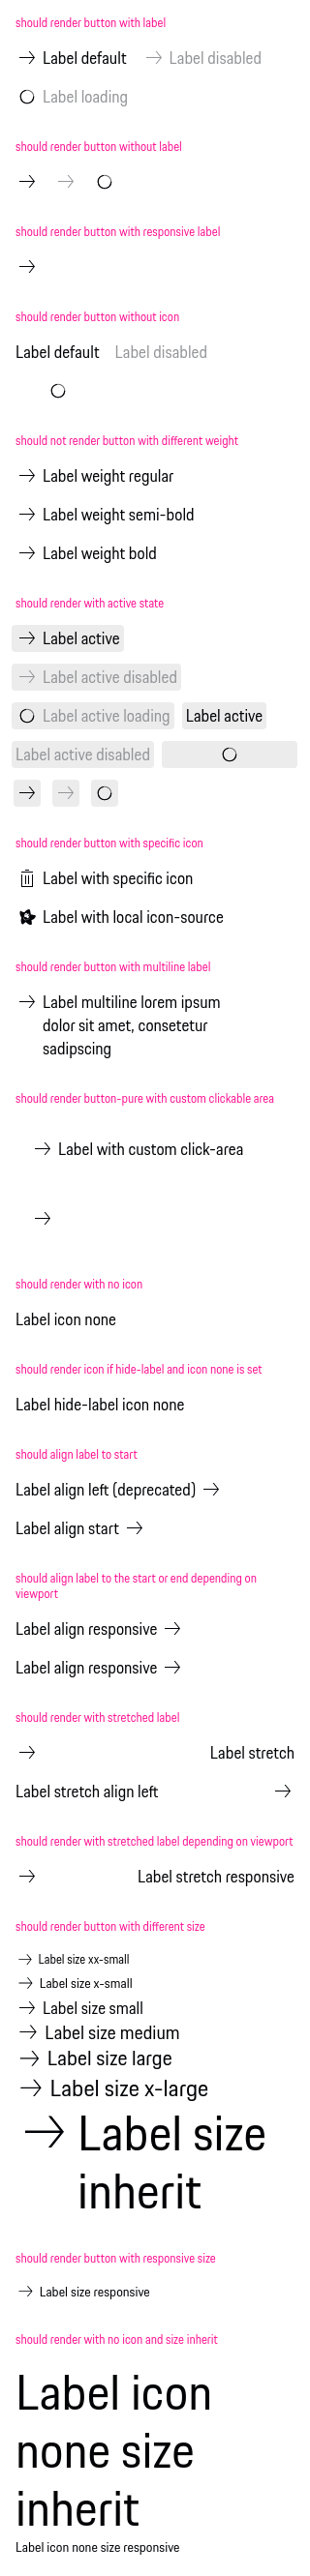 should render button with label
Label default Label disabled
Label loading
should render button without label
should render button with responsive label
should render button without icon
Label default Label disabled
should not render button with different weight
Label weight regular
Label weight semi-bold
Label weight bold
should render with active state
Label active
Label active disabled
Label active loading Label active
Label active disabled
should render button with specific icon
Label with specific icon
Label with local icon-source
should render button with multiline label
Label multiline lorem ipsum
dolor sit amet, consetetur
sadipscing
should render button-pure with custom clickable area
Label with custom click-area
should render with no icon
Label icon none
should render icon if hide-label and icon none is set
Label hide-label icon none
should align label to start
Label align left (deprecated)
Label align start
should align label to the start or end depending on
viewport
Label align responsive
Label align responsive
should render with stretched label
Label stretch
Label stretch align left
should render with stretched label depending on viewport
Label stretch responsive
should render button with different size
Label size xx-small
Label size x-small
Label size small
Label size medium
Label size large
Label size x-large
Label size
inherit
should render button with responsive size
Label size responsive
should render with no icon and size inherit
Label icon
none size
inherit
Label icon none size responsive